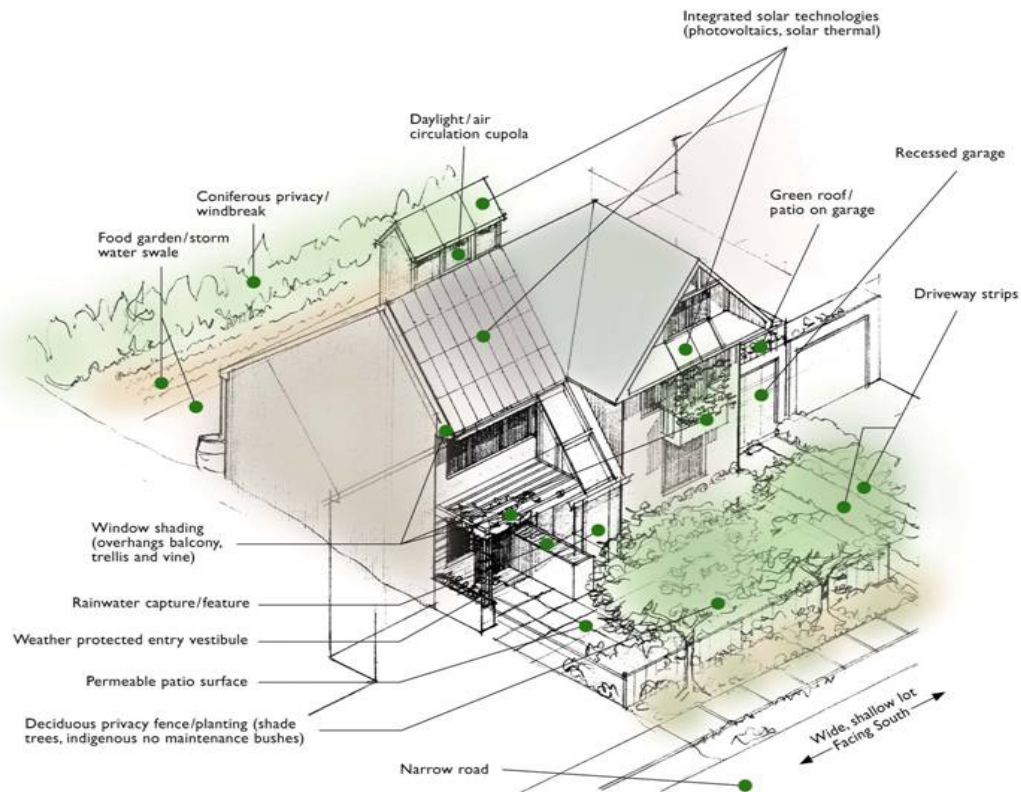 Integrated solar technologies
(photovoltaics, solar thermal)
Daylight/air
circulation cupola
Recessed garage
Coniferous privacy/
windbreak
Green roof/
patio on garage
Food garden/storm
water swale
Driveway strips
Window shading
(overhangs balcony,
trellis and vine)
Rainwater capture/feature
Weather protected entry vestibule
Permeable patio surface
Deciduous privacy fence/planting (shade
trees, indigenous no maintenance bushes)
Wide, shallow lot
Facing South
Narrow road